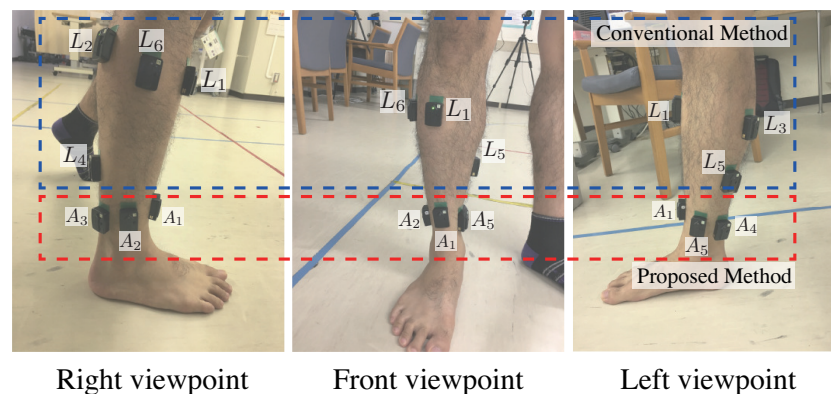 L₂
L₆
L₁
L₄
A₃
A₂
A₁
L₆
L₁
L₅
A₂
A₁
A₅
Conventional Method
L₁
L₃
L₅
A₁
A₅
A₄
Proposed Method
Right viewpoint
Front viewpoint
Left viewpoint